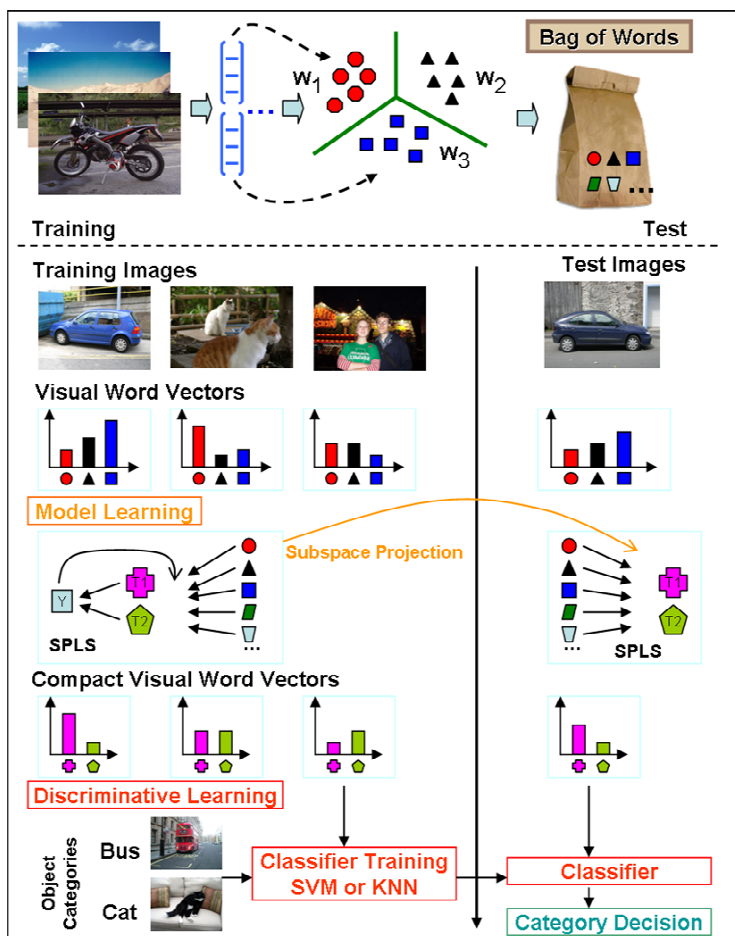 Bag of Words
w1
w2
w3
...
...
Training
Test
Training Images
Test Images
Visual Word Vectors
Model Learning
Subspace Projection
Y
T1
T2
SPLS
...
T1
T2
SPLS
...
Compact Visual Word Vectors
Discriminative Learning
Object
Categories
Bus
Cat
Classifier Training
SVM or KNN
Classifier
Category Decision